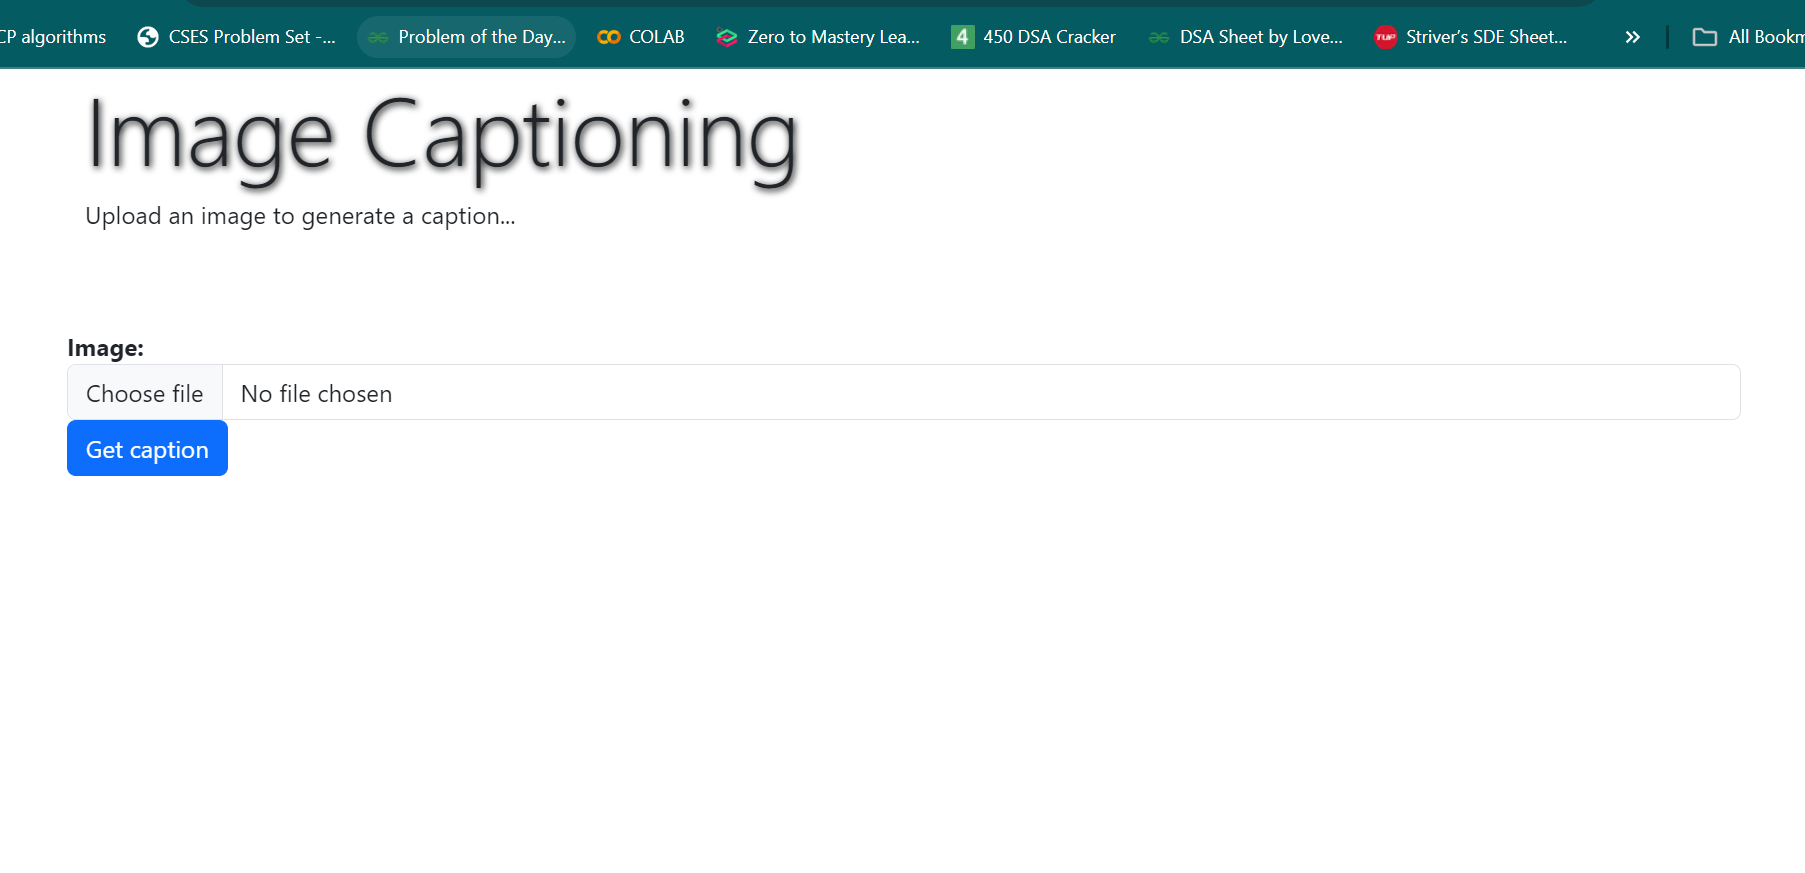 CP algorithms CSES Problem Set -... Problem of the Day... COLAB Zero to Mastery Lea... 4 450 DSA Cracker DSA Sheet by Love... TUF Striver's SDE Sheet... » All Bookm
Image Captioning
Upload an image to generate a caption...
Image:
Choose file No file chosen
Get caption